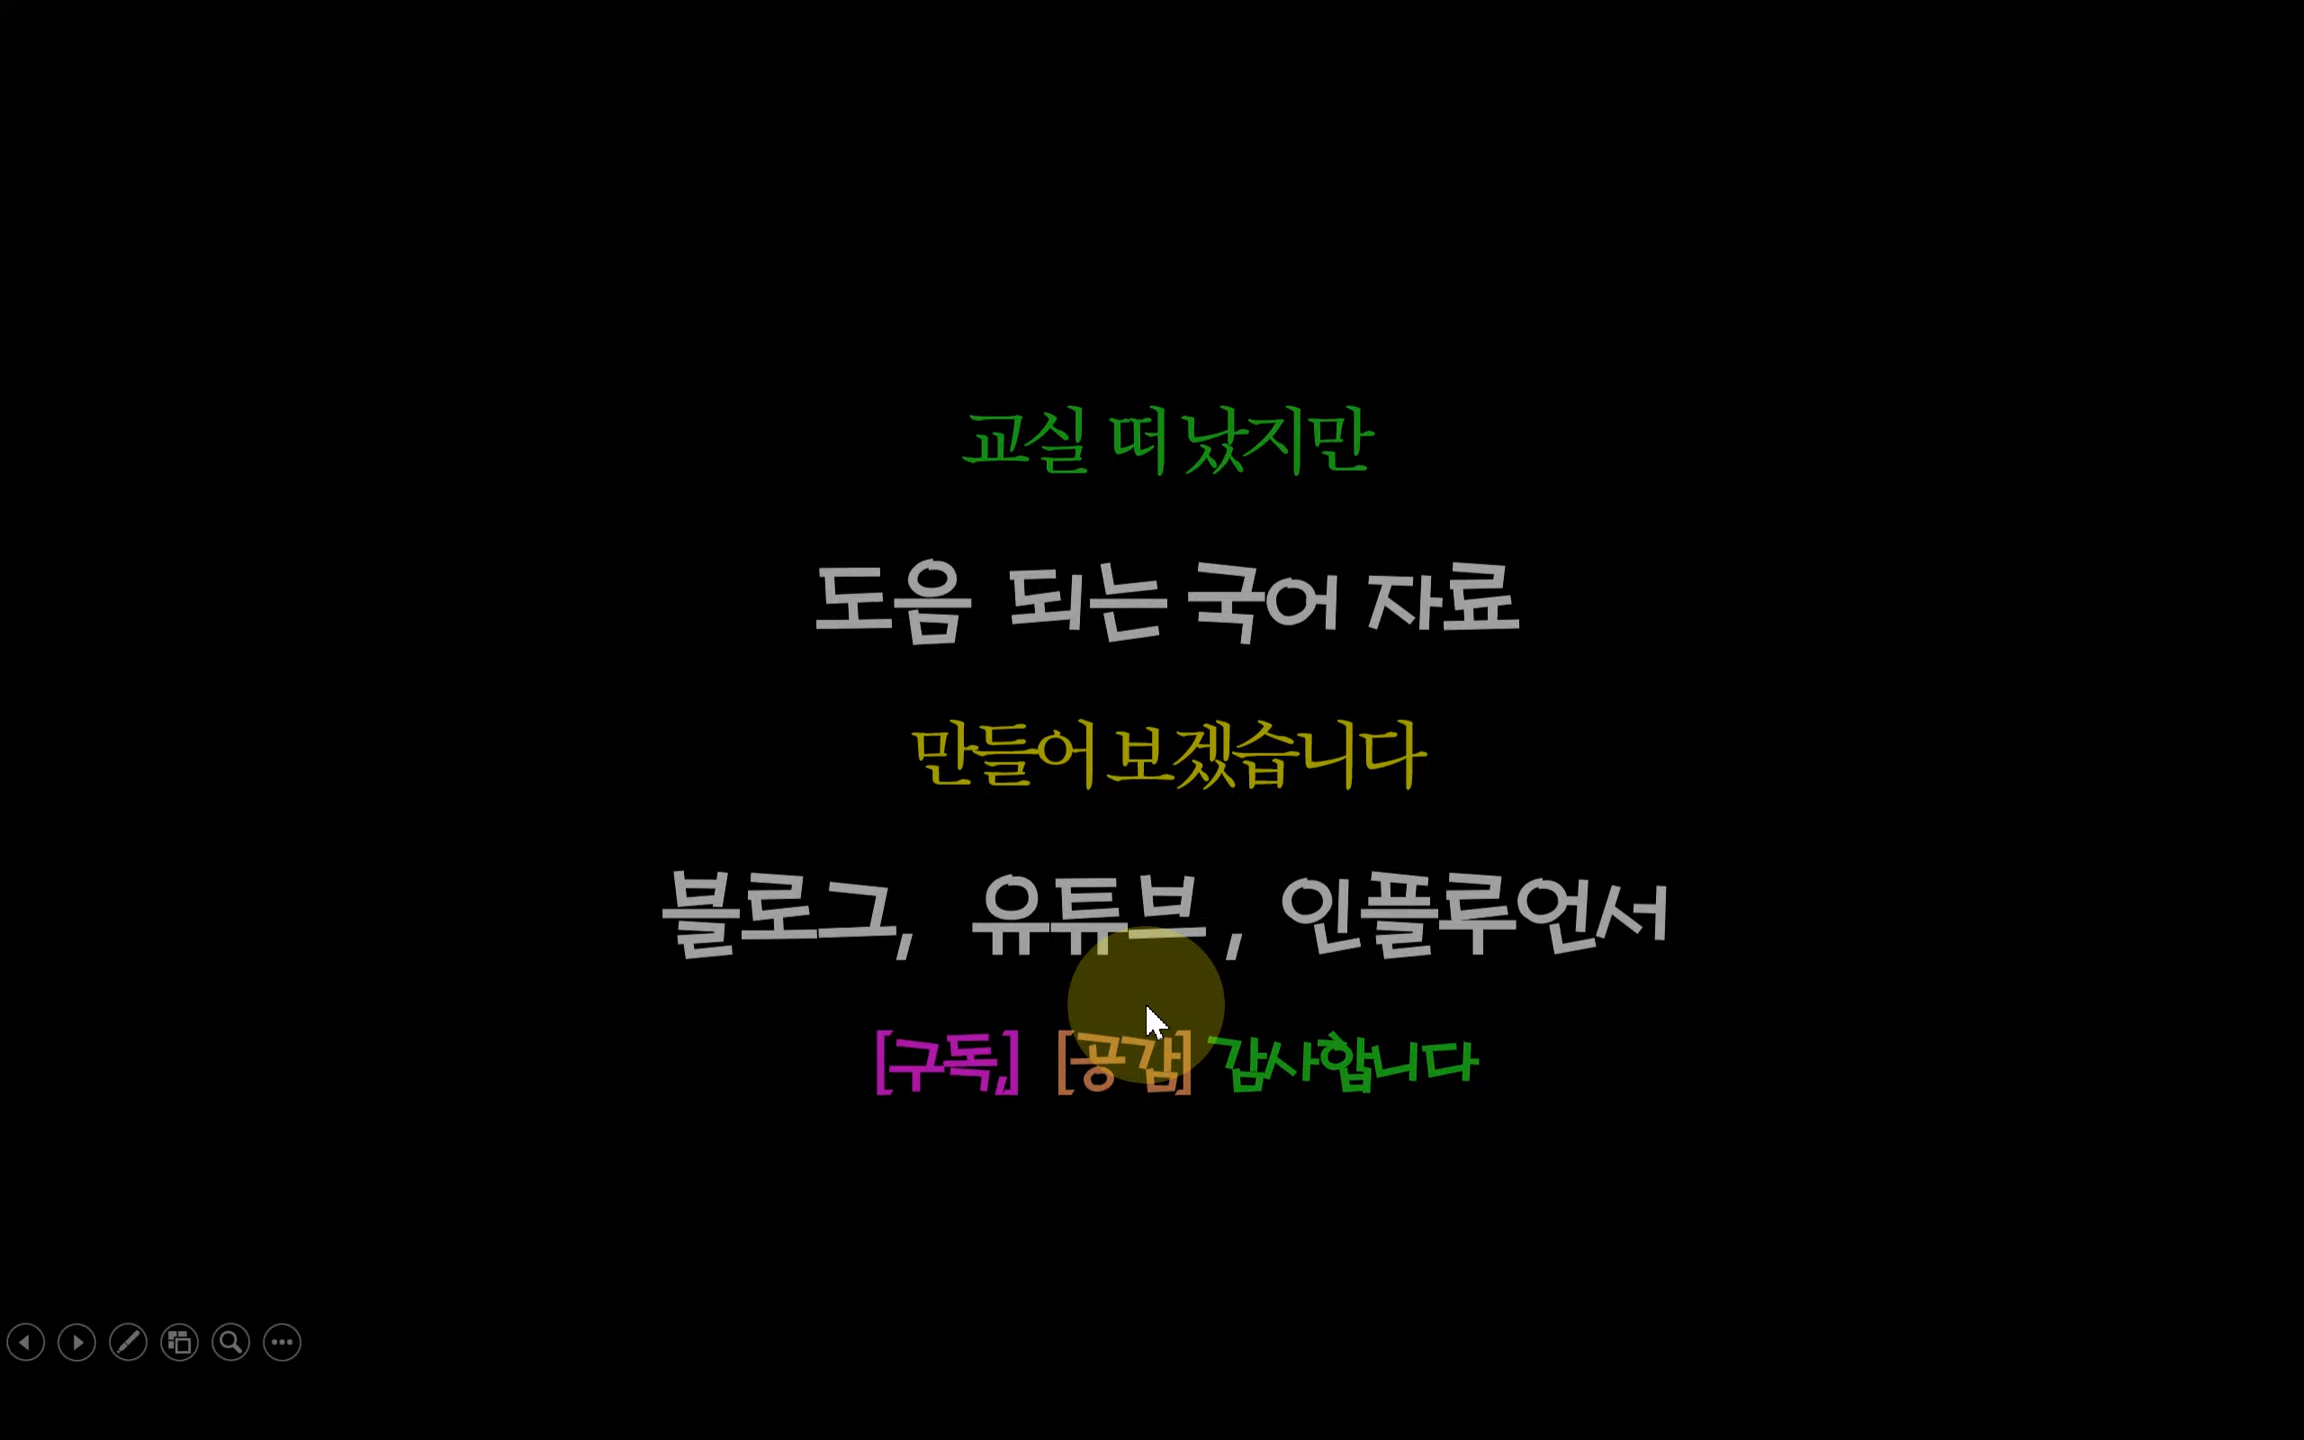 교실 떠 났지만
도움 되는 국어 자료
만들어 보겠습니다
블로그, 유튜브, 인플루언서
[구독,] [공감] 감사합니다